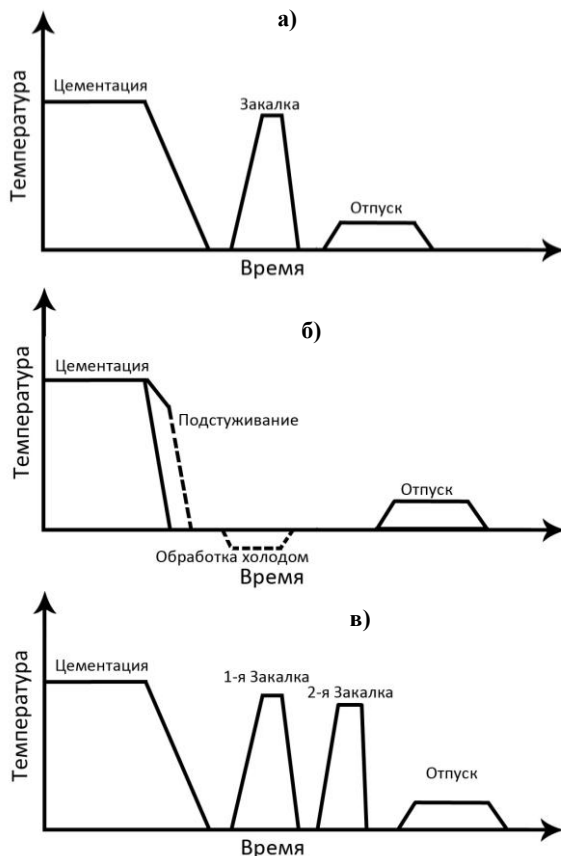 а)
Температура
Цементация
Закалка
Отпуск
Время
б)
Температура
Цементация
Подстуживание
Отпуск
Обработка холодом
Время
в)
Температура
Цементация
1-я Закалка
2-я Закалка
Отпуск
Время